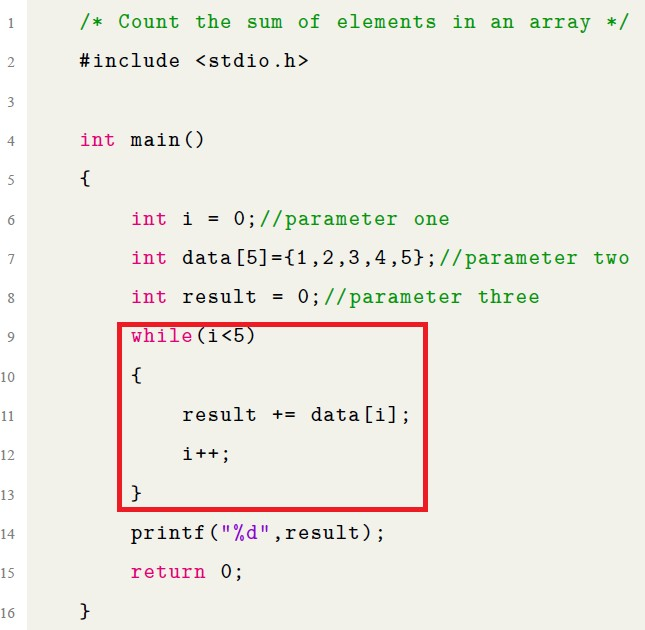 1 /* Count the sum of elements in an array */
2 #include <stdio.h>
3
4 int main()
5 {
6 int i = 0;//parameter one
7 int data[5]={1,2,3,4,5};//parameter two
8 int result = 0;//parameter three
9 while(i<5)
10 {
11 result += data[i];
12 i++;
13 }
14 printf("%d",result);
15 return 0;
16 }